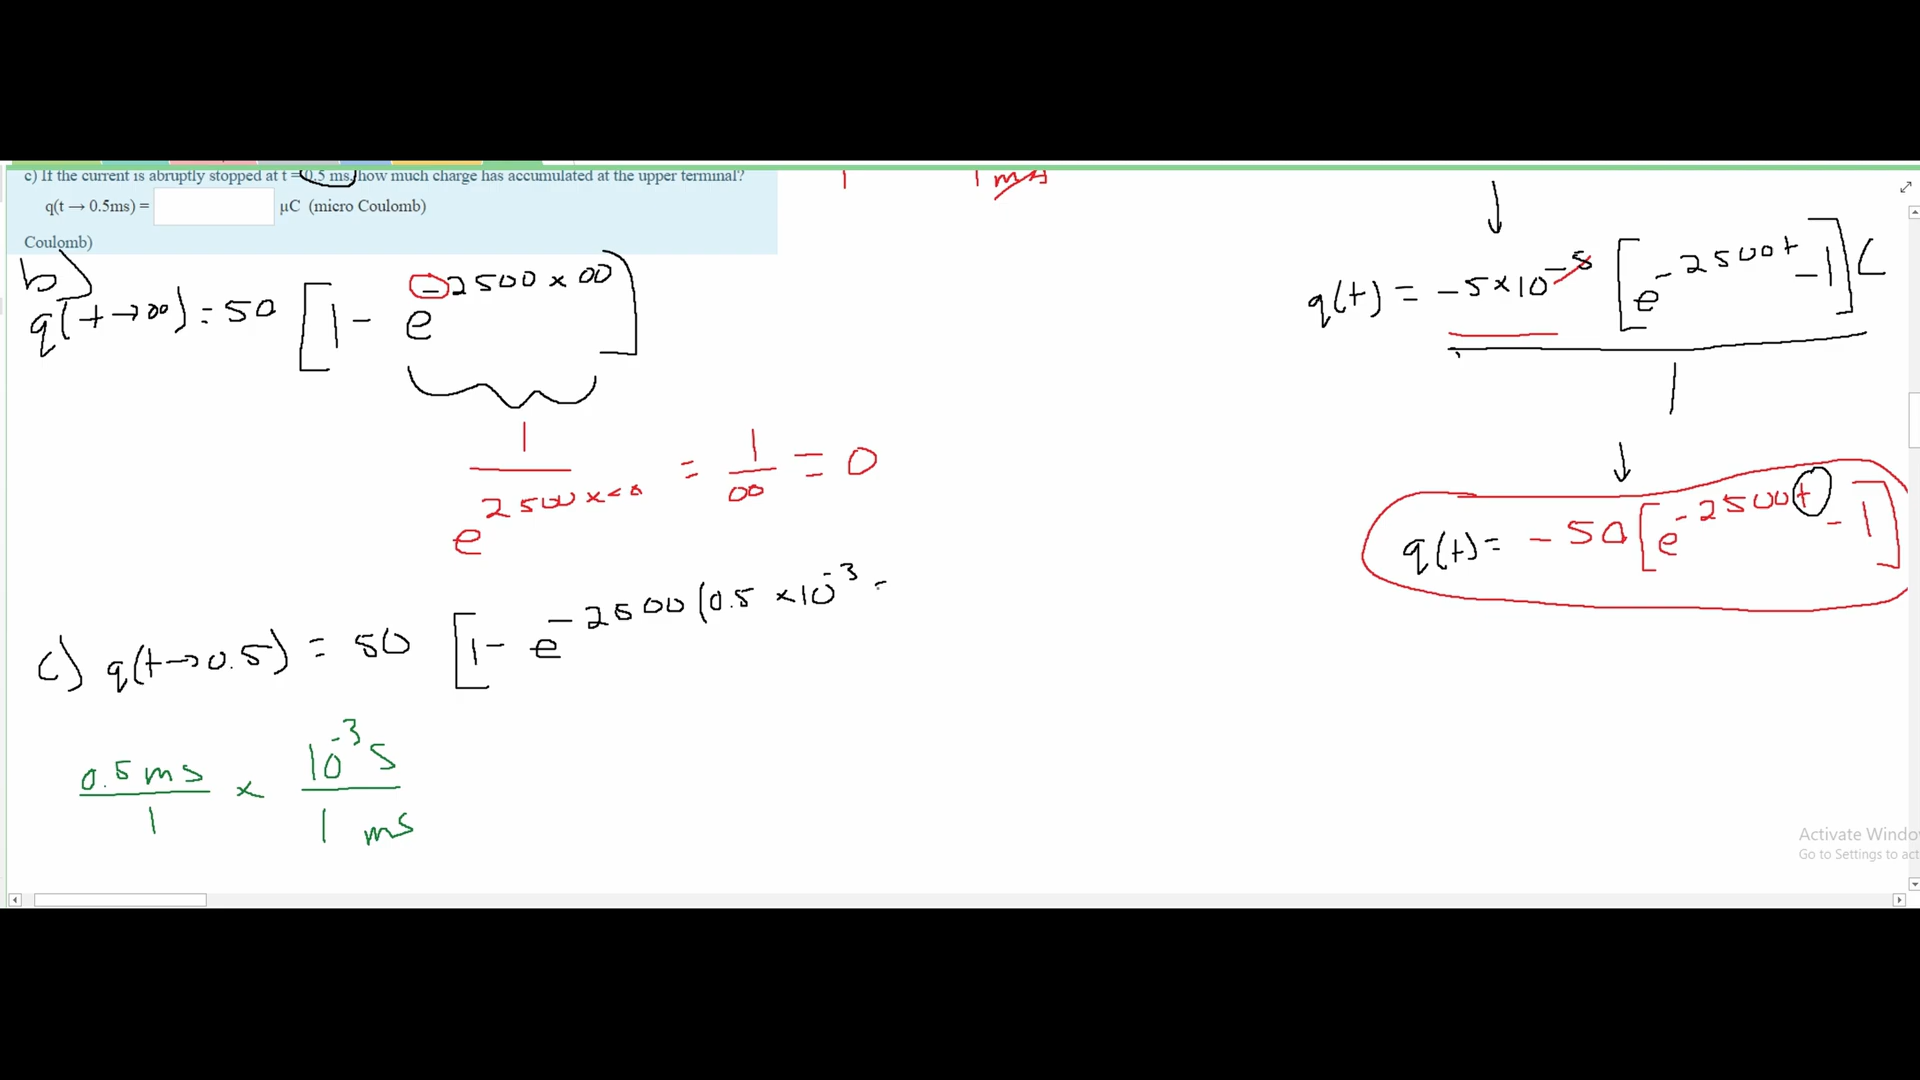 c) If the current is abruptly stopped at t = 0.5 ms, how much charge has accumulated at the upper terminal?
1 1 ms
q(t → 0.5ms) = μC (micro Coulomb)
Coulomb)
b)
q(t→∞) = 50 [1 - e^-2500×∞]
1/e^2500×∞ = 1/∞ = 0
c) q(t→0.5) = 50 [1 - e^-2500(0.5 ×10^-3
0.5 ms/1 × 10^-3 s/1 ms
q(t) = -5×10^-5 [e^-2500t -1] C
q(t) = -50[e^-2500t -1]
Activate Windo
Go to Settings to act